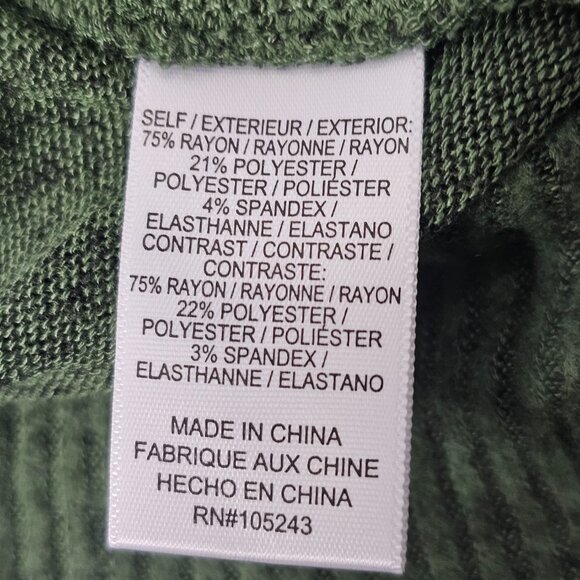 SELF / EXTERIEUR / EXTERIOR:
75% RAYON / RAYONNE / RAYON
21% POLYESTER /
POLYESTER / POLIÉSTER
4% SPANDEX /
ELASTHANNE / ELASTANO
CONTRAST / CONTRASTE /
CONTRASTE:
75% RAYON / RAYONNE / RAYON
22% POLYESTER /
POLYESTER / POLIÉSTER
3% SPANDEX /
ELASTHANNE / ELASTANO
MADE IN CHINA
FABRIQUE AUX CHINE
HECHO EN CHINA
RN#105243